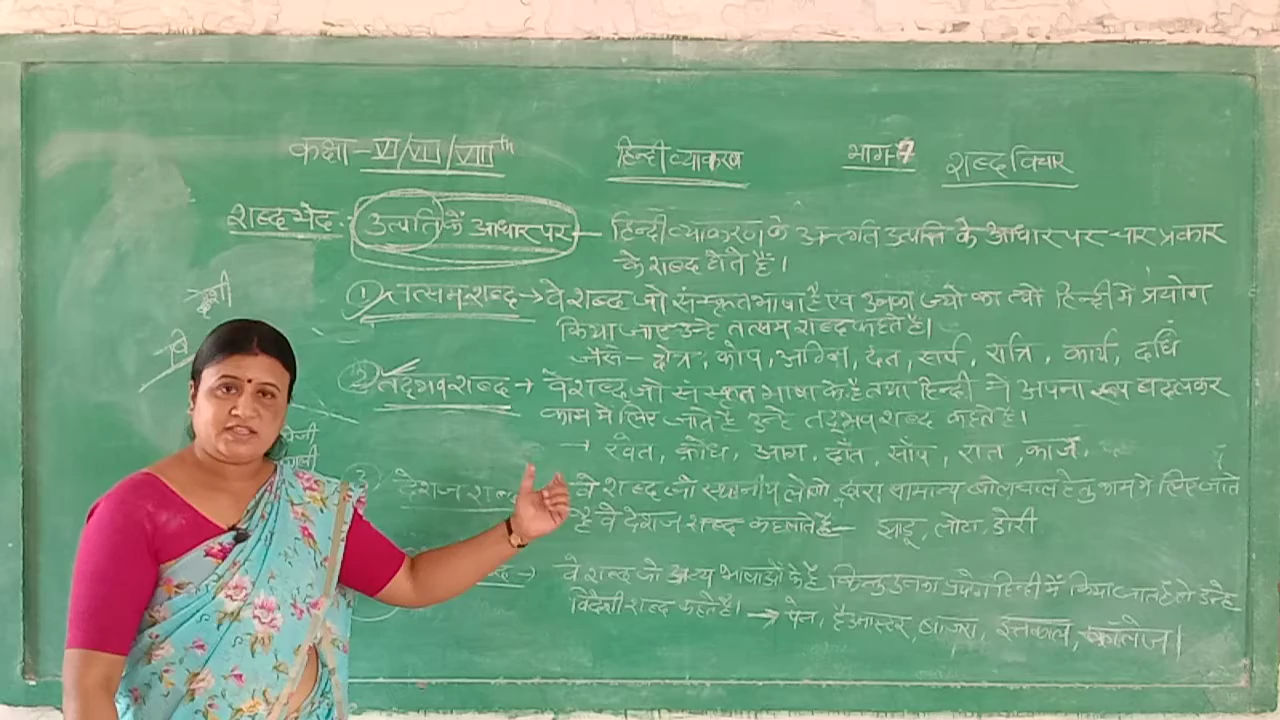 कक्षा - VI/VII/VIII th हिन्दी व्याकरण भाग-7 शब्द विचार
शब्द भेद : उत्पति के आधार पर — हिन्दी व्याकरण के अन्तर्गत उत्पत्ति के आधार पर चार प्रकार
के शब्द होते हैं।
① तत्सम शब्द → वे शब्द जो संस्कृत भाषा है एवं उनका ज्यों का त्यों हिन्दी में प्रयोग
किया जाए उन्हे तत्सम शब्द कहते है।
जैसे - क्षेत्र, कोप, अग्नि, दंत, सर्प, रात्रि, कार्य, दधि
② तद्भव शब्द → वे शब्द जो संस्कृत भाषा के है तथा हिन्दी में अपना रूप बदलकर
काम मे लिए जाते है उन्हे तद्भव शब्द कहते है।
→ खेत, क्रोध, आग, दाँत, साँप, रात, काज,
③ देशज शब्द वे शब्द जो स्थानीय लोगो द्वारा सामान्य बोलचाल हेतु काम मे लिए जाते
है वे देशज शब्द कहलाते है — झाडू, लोटा, डोरी
वे शब्द जो अन्य भाषाओं के है किन्तु उनका प्रयोग हिन्दी में किया जाता है तो उन्हे
विदेशी शब्द कहते है। → पेन, हैडमास्टर, कॉलेज।